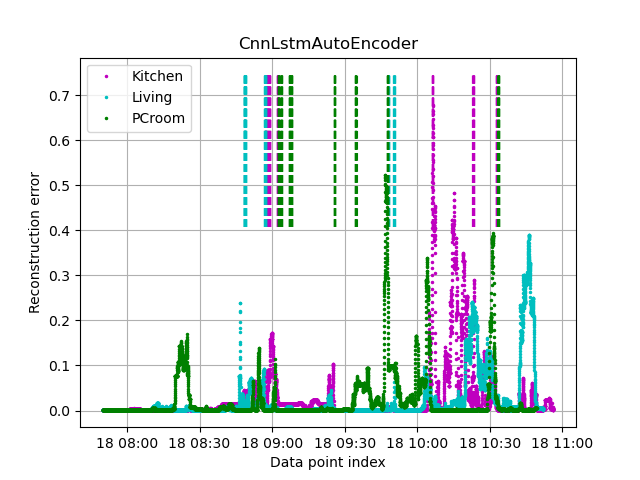 CnnLstmAutoEncoder
Kitchen
Living
PCroom
Reconstruction error
0.7
0.6
0.5
0.4
0.3
0.2
0.1
0.0
18 08:00 18 08:30 18 09:00 18 09:30 18 10:00 18 10:30 18 11:00
Data point index